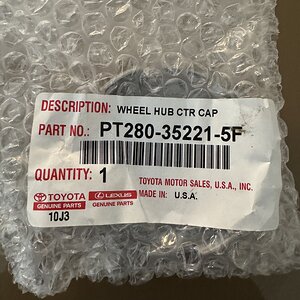 DESCRIPTION: WHEEL HUB CTR CAP
PART NO.: PT280-35221-5F
QUANTITY: 1
TOYOTA MOTOR SALES, U.S.A., INC.
TOYOTA LEXUS MADE IN: U.S.A.
GENUINE PARTS GENUINE PARTS
10J3